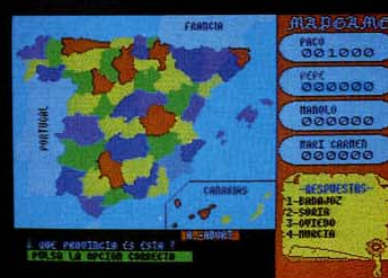 FRANCIA
PORTUGAL
CANARIAS
¿ QUE PROVINCIA ES ESTA ?
PULSA LA OPCION CORRECTA
MAPGAME
PACO
001000
PEPE
000000
MANOLO
000000
MARI CARMEN
000000
-RESPUESTAS-
1-BADAJOZ
2-SORIA
3-OVIEDO
4-MURCIA